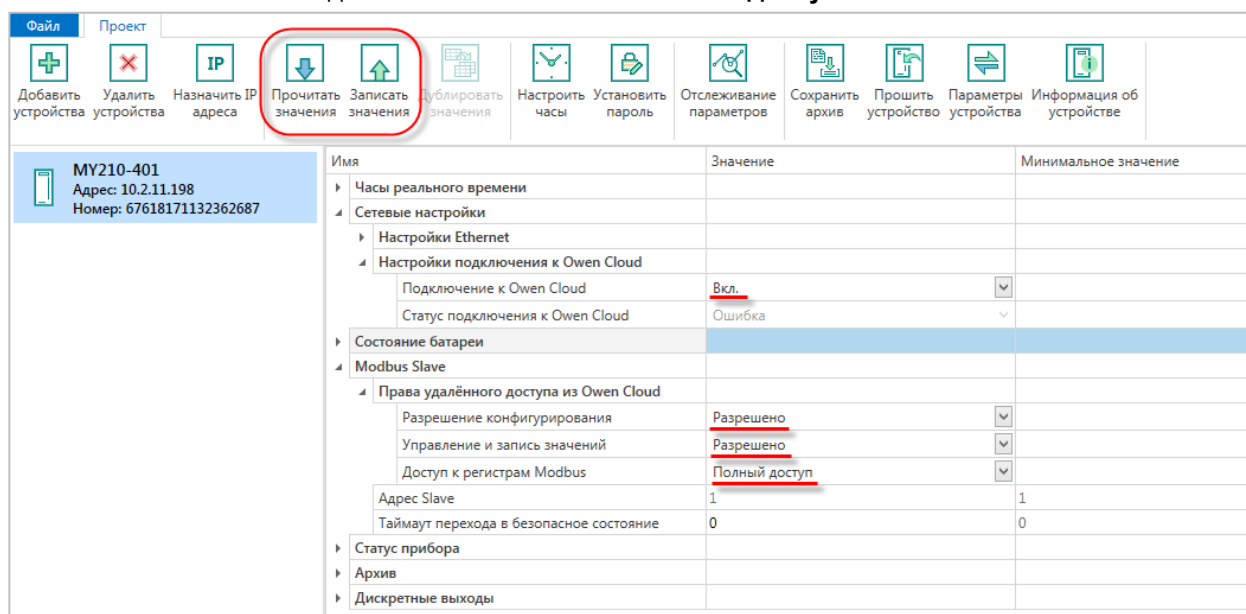 Файл Проект
Добавить устройства
Удалить устройства
IP
Назначить IP адреса
Прочитать значения
Записать значения
Дублировать значения
Настроить часы
Установить пароль
Отслеживание параметров
Сохранить архив
Прошить устройство
Параметры устройства
Информация об устройстве
МУ210-401
Адрес: 10.2.11.198
Номер: 67618171132362687
Имя Значение Минимальное значение
Часы реального времени
Сетевые настройки
Настройки Ethernet
Настройки подключения к Owen Cloud
Подключение к Owen Cloud Вкл.
Статус подключения к Owen Cloud Ошибка
Состояние батареи
Modbus Slave
Права удалённого доступа из Owen Cloud
Разрешение конфигурирования Разрешено
Управление и запись значений Разрешено
Доступ к регистрам Modbus Полный доступ
Адрес Slave 1 1
Таймаут перехода в безопасное состояние 0 0
Статус прибора
Архив
Дискретные выходы